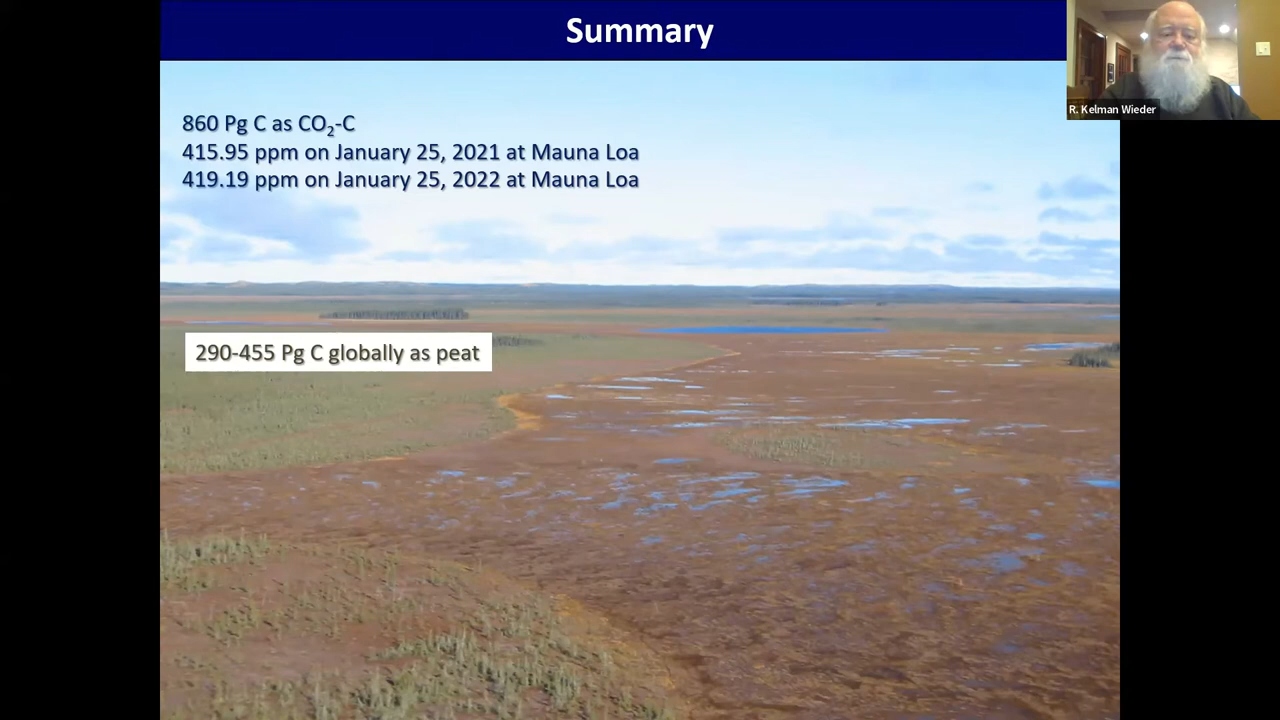 Summary
860 Pg C as CO₂-C
415.95 ppm on January 25, 2021 at Mauna Loa
419.19 ppm on January 25, 2022 at Mauna Loa
290-455 Pg C globally as peat
R. Kelman Wieder